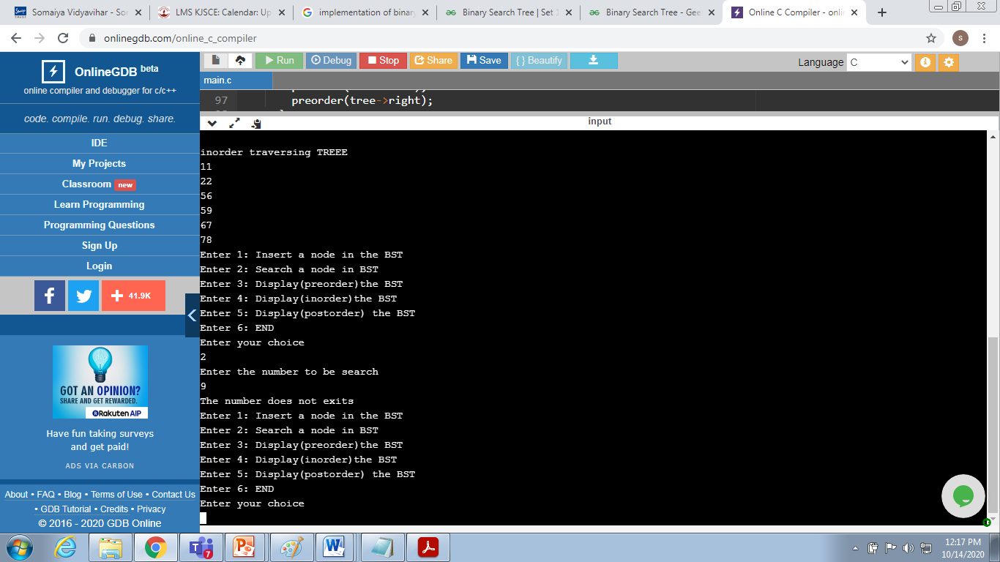 Somaiya Vidyavihar - Son
LMS KJSCE: Calendar: Up
implementation of binary
Binary Search Tree | Set 1
Binary Search Tree - Gee
Online C Compiler - onlin
onlinegdb.com/online_c_compiler
S
OnlineGDB beta
online compiler and debugger for c/c++
code. compile. run. debug. share.
IDE
My Projects
Classroom new
Learn Programming
Programming Questions
Sign Up
Login
f
41.9K
GOT AN OPINION?
SHARE AND GET REWARDED.
Rakuten AIP
Have fun taking surveys
and get paid!
ADS VIA CARBON
About • FAQ • Blog • Terms of Use • Contact Us
• GDB Tutorial • Credits • Privacy
© 2016 - 2020 GDB Online
Run Debug Stop Share Save { } Beautify
Language C
main.c
97 preorder(tree->right);
input
inorder traversing TREEE
11
22
56
59
67
78
Enter 1: Insert a node in the BST
Enter 2: Search a node in BST
Enter 3: Display(preorder)the BST
Enter 4: Display(inorder)the BST
Enter 5: Display(postorder) the BST
Enter 6: END
Enter your choice
2
Enter the number to be search
9
The number does not exits
Enter 1: Insert a node in the BST
Enter 2: Search a node in BST
Enter 3: Display(preorder)the BST
Enter 4: Display(inorder)the BST
Enter 5: Display(postorder) the BST
Enter 6: END
Enter your choice
7
12:17 PM
10/14/2020